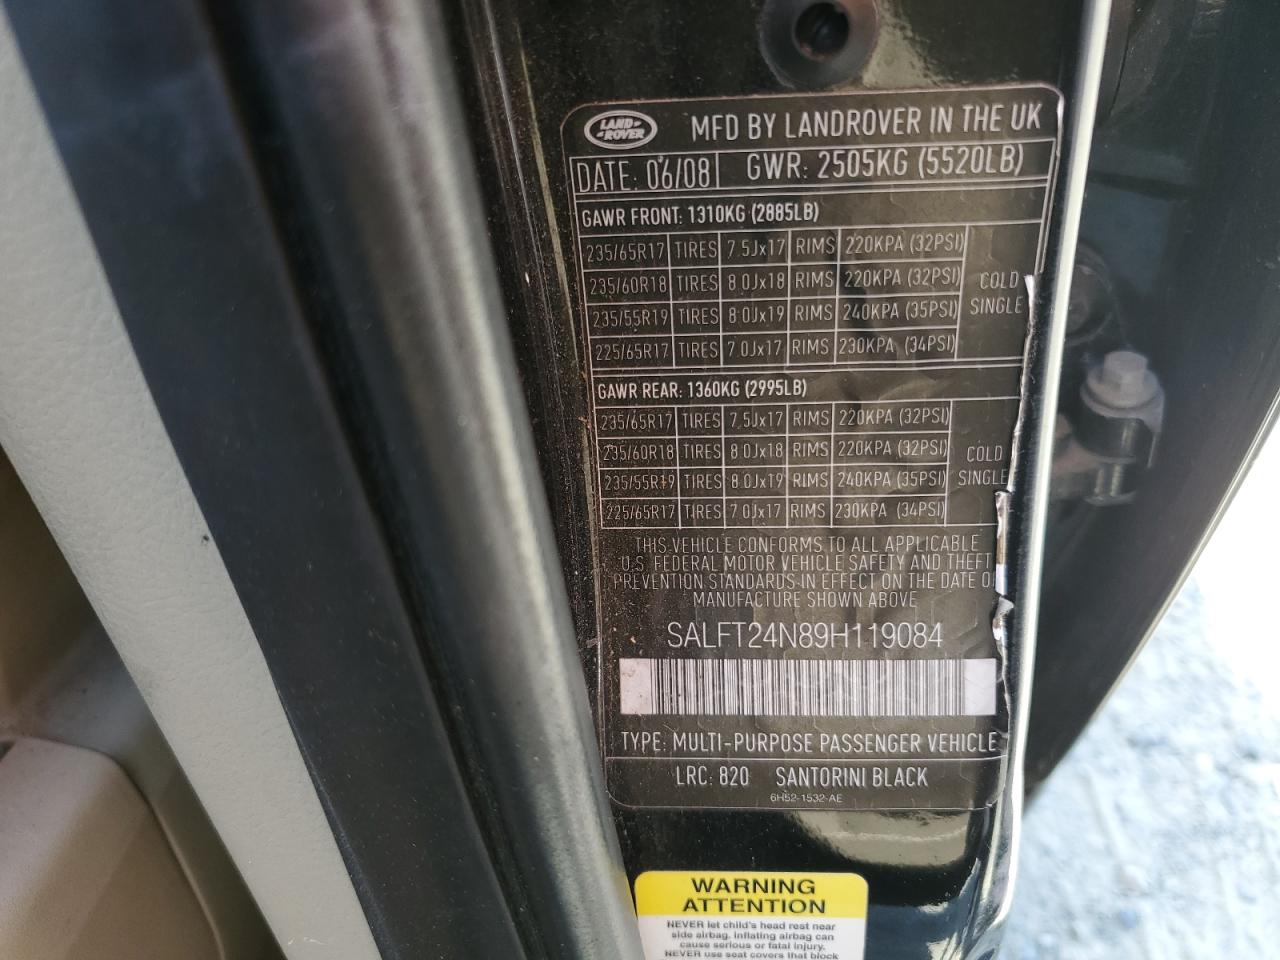 LAND ROVER MFD BY LANDROVER IN THE UK
DATE: 06/08 GWR: 2505KG (5520LB)
GAWR FRONT: 1310KG (2885LB)
235/65R17 TIRES 7.5Jx17 RIMS 220KPA (32PSI)
235/60R18 TIRES 8.0Jx18 RIMS 220KPA (32PSI) COLD
235/55R19 TIRES 8.0Jx19 RIMS 240KPA (35PSI) SINGLE
225/65R17 TIRES 7.0Jx17 RIMS 230KPA (34PSI)
GAWR REAR: 1360KG (2995LB)
235/65R17 TIRES 7.5Jx17 RIMS 220KPA (32PSI)
235/60R18 TIRES 8.0Jx18 RIMS 220KPA (32PSI) COLD
235/55R19 TIRES 8.0Jx19 RIMS 240KPA (35PSI) SINGLE
225/65R17 TIRES 7.0Jx17 RIMS 230KPA (34PSI)
THIS VEHICLE CONFORMS TO ALL APPLICABLE
U.S. FEDERAL MOTOR VEHICLE SAFETY AND THEFT
PREVENTION STANDARDS IN EFFECT ON THE DATE O
MANUFACTURE SHOWN ABOVE
SALFT24N89H119084
TYPE: MULTI-PURPOSE PASSENGER VEHICLE
LRC: 820 SANTORINI BLACK
6H52-1532-AE
WARNING
ATTENTION
NEVER let child's head rest near
side airbag. Inflating airbag can
cause serious or fatal injury.
NEVER use seat covers that block